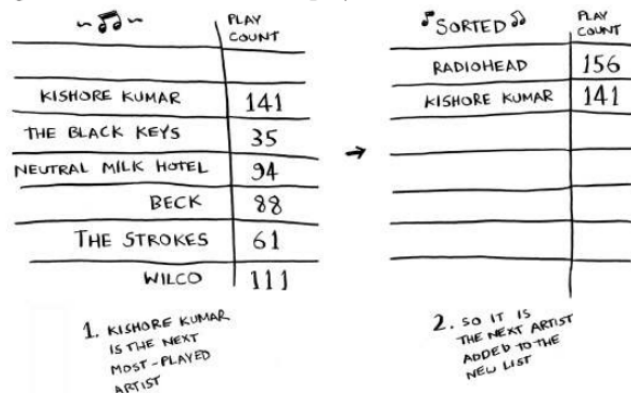 PLAY
COUNT
KISHORE KUMAR 141
THE BLACK KEYS 35
NEUTRAL MILK HOTEL 94
BECK 88
THE STROKES 61
WILCO 111
1. KISHORE KUMAR
IS THE NEXT
MOST-PLAYED
ARTIST
SORTED
PLAY
COUNT
RADIOHEAD 156
KISHORE KUMAR 141
2. SO IT IS
THE NEXT ARTIST
ADDED TO THE
NEW LIST